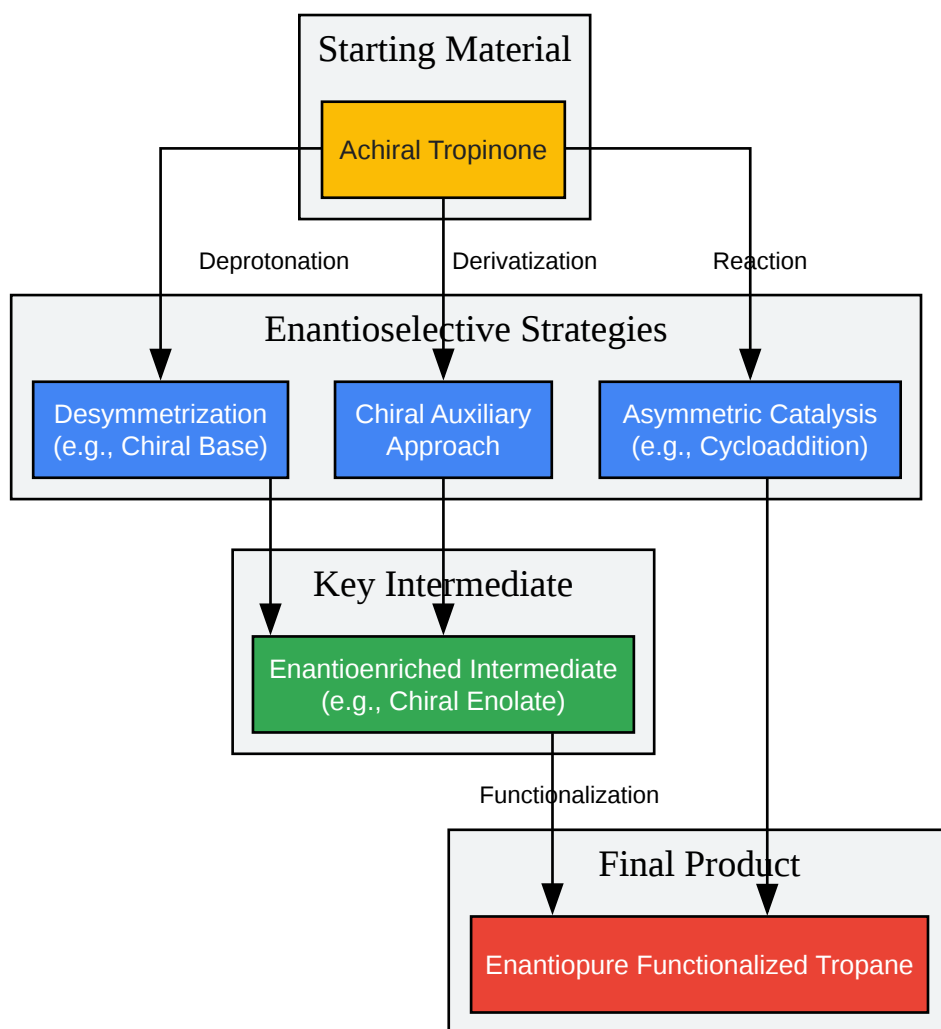 Starting Material
Achiral Tropinone
Deprotonation
Derivatization
Reaction
Enantioselective Strategies
Desymmetrization
(e.g., Chiral Base)
Chiral Auxiliary
Approach
Asymmetric Catalysis
(e.g., Cycloaddition)
Key Intermediate
Enantioenriched Intermediate
(e.g., Chiral Enolate)
Functionalization
Final Product
Enantiopure Functionalized Tropane